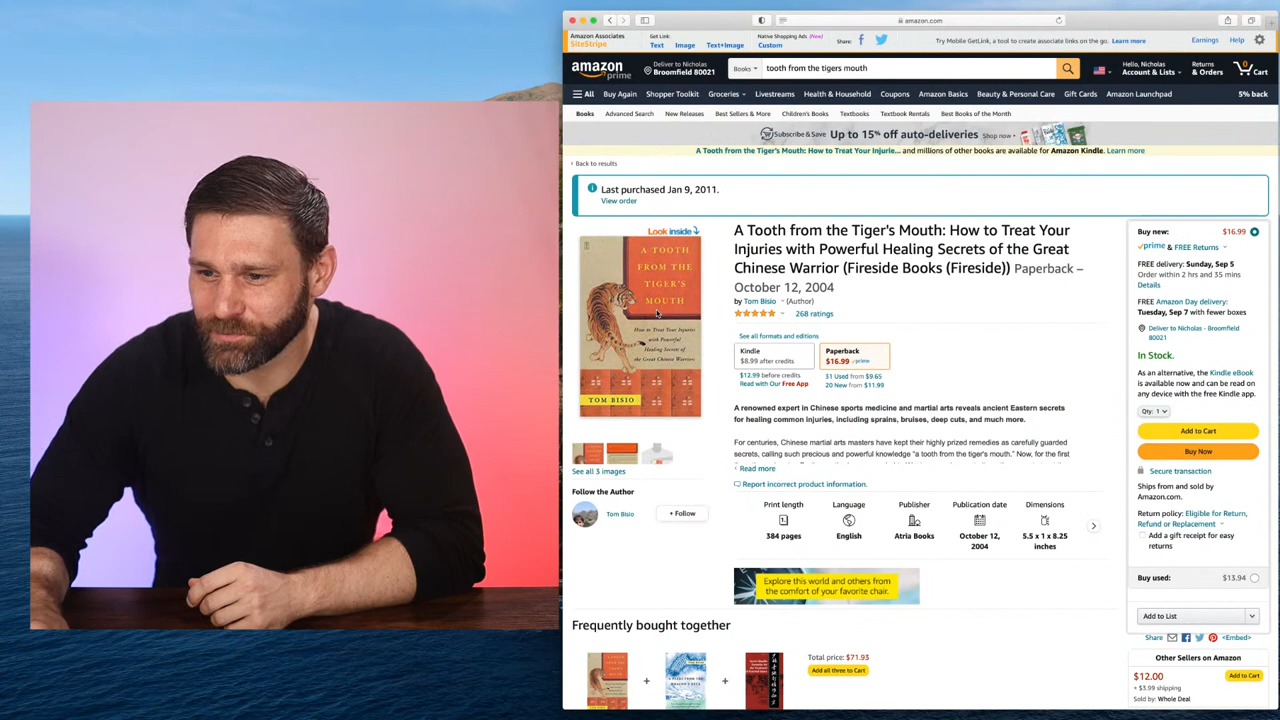 amazon.com
Amazon Associates
SiteStripe
Get Link:
Text Image Text+Image
Native Shopping Ads (New)
Custom
Share:
Try Mobile GetLink, a tool to create associate links on the go. Learn more
Earnings Help
amazon
prime
Deliver to Nicholas
Broomfield 80021
Books
tooth from the tigers mouth
Hello, Nicholas
Account & Lists
Returns
& Orders
0
Cart
All Buy Again Shopper Toolkit Groceries Livestreams Health & Household Coupons Amazon Basics Beauty & Personal Care Gift Cards Amazon Launchpad 5% back
Books Advanced Search New Releases Best Sellers & More Children's Books Textbooks Textbook Rentals Best Books of the Month
Subscribe & Save Up to 15% off auto-deliveries Shop now
A Tooth from the Tiger's Mouth: How to Treat Your Injurie... and millions of other books are available for Amazon Kindle. Learn more
‹ Back to results
Last purchased Jan 9, 2011.
View order
Look inside
A TOOTH
FROM THE
TIGER'S
MOUTH
How to Treat Your Injuries
with Powerful
Healing Secrets of
the Great Chinese Warriors
TOM BISIO
See all 3 images
Follow the Author
Tom Bisio
+ Follow
A Tooth from the Tiger's Mouth: How to Treat Your
Injuries with Powerful Healing Secrets of the Great
Chinese Warrior (Fireside Books (Fireside)) Paperback –
October 12, 2004
by Tom Bisio (Author)
268 ratings
See all formats and editions
Kindle
$8.99 after credits
$12.99 before credits
Read with Our Free App
Paperback
$16.99 prime
31 Used from $9.65
20 New from $11.99
A renowned expert in Chinese sports medicine and martial arts reveals ancient Eastern secrets
for healing common injuries, including sprains, bruises, deep cuts, and much more.
For centuries, Chinese martial arts masters have kept their highly prized remedies as carefully guarded
secrets, calling such precious and powerful knowledge "a tooth from the tiger's mouth." Now, for the first
Read more
Report incorrect product information.
Print length
384 pages
Language
English
Publisher
Atria Books
Publication date
October 12,
2004
Dimensions
5.5 x 1 x 8.25
inches
Explore this world and others from
the comfort of your favorite chair.
Frequently bought together
+
+
Total price: $71.93
Add all three to Cart
Buy new: $16.99
prime & FREE Returns
FREE delivery: Sunday, Sep 5
Order within 2 hrs and 35 mins
Details
FREE Amazon Day delivery:
Tuesday, Sep 7 with fewer boxes
Deliver to Nicholas - Broomfield
80021
In Stock.
As an alternative, the Kindle eBook
is available now and can be read on
any device with the free Kindle app.
Qty: 1
Add to Cart
Buy Now
Secure transaction
Ships from and sold by
Amazon.com.
Return policy: Eligible for Return,
Refund or Replacement
Add a gift receipt for easy
returns
Buy used: $13.94
Add to List
Share <Embed>
Other Sellers on Amazon
$12.00
+ $3.99 shipping
Add to Cart
Sold by: Whole Deal